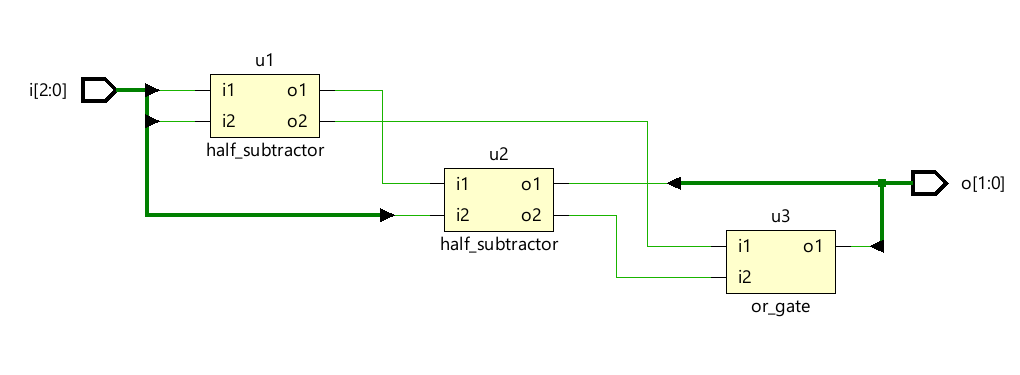 u1
i[2:0]
i1 o1
i2 o2
half_subtractor
u2
i1 o1
i2 o2
half_subtractor
o[1:0]
u3
i1 o1
i2
or_gate